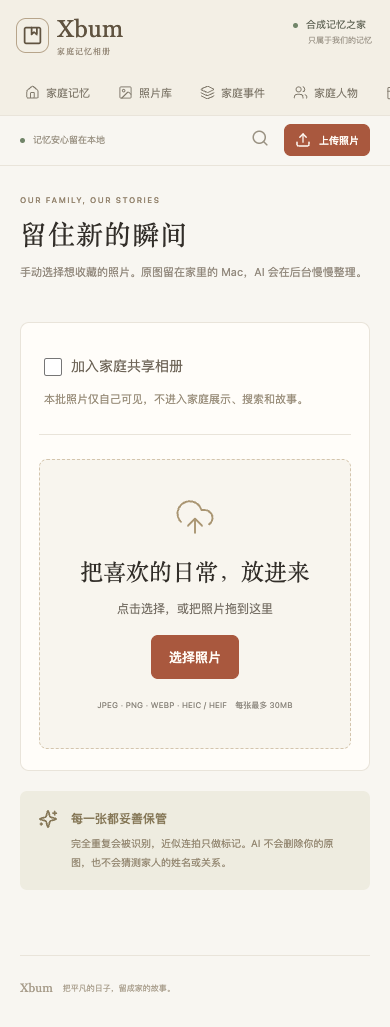 Xbum
家庭记忆相册
合成记忆之家
只属于我们的记忆
家庭记忆
照片库
家庭事件
家庭人物
记忆安心留在本地
上传照片
OUR FAMILY, OUR STORIES
留住新的瞬间
手动选择想收藏的照片。原图留在家里的 Mac，AI 会在后台慢慢整理。
加入家庭共享相册
本批照片仅自己可见，不进入家庭展示、搜索和故事。
把喜欢的日常，放进来
点击选择，或把照片拖到这里
选择照片
JPEG · PNG · WEBP · HEIC / HEIF 每张最多 30MB
每一张都妥善保管
完全重复会被识别，近似连拍只做标记。AI 不会删除你的原
图，也不会猜测家人的姓名或关系。
Xbum 把平凡的日子，留成家的故事。